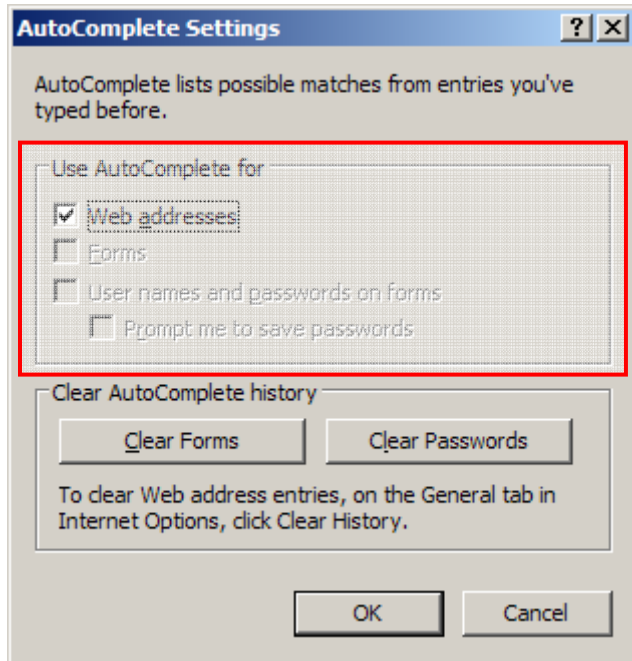 AutoComplete Settings
AutoComplete lists possible matches from entries you've
typed before.
Use AutoComplete for
Web addresses
Forms
User names and passwords on forms
Prompt me to save passwords
Clear AutoComplete history
Clear Forms
Clear Passwords
To clear Web address entries, on the General tab in
Internet Options, click Clear History.
OK
Cancel